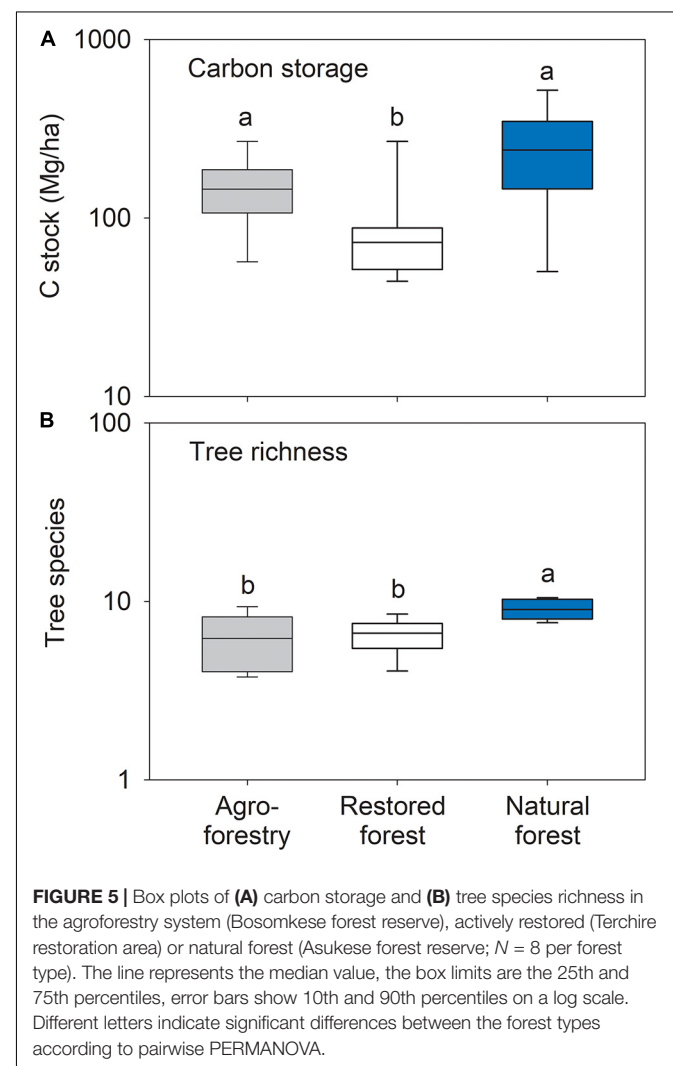 A
1000
Carbon storage
a
b
a
C stock (Mg/ha)
100
10
B
100
Tree richness
b
b
a
Tree species
10
1
Agro-
forestry
Restored
forest
Natural
forest
FIGURE 5 | Box plots of (A) carbon storage and (B) tree species richness in
the agroforestry system (Bosomkese forest reserve), actively restored (Terchire
restoration area) or natural forest (Asukese forest reserve; N = 8 per forest
type). The line represents the median value, the box limits are the 25th and
75th percentiles, error bars show 10th and 90th percentiles on a log scale.
Different letters indicate significant differences between the forest types
according to pairwise PERMANOVA.